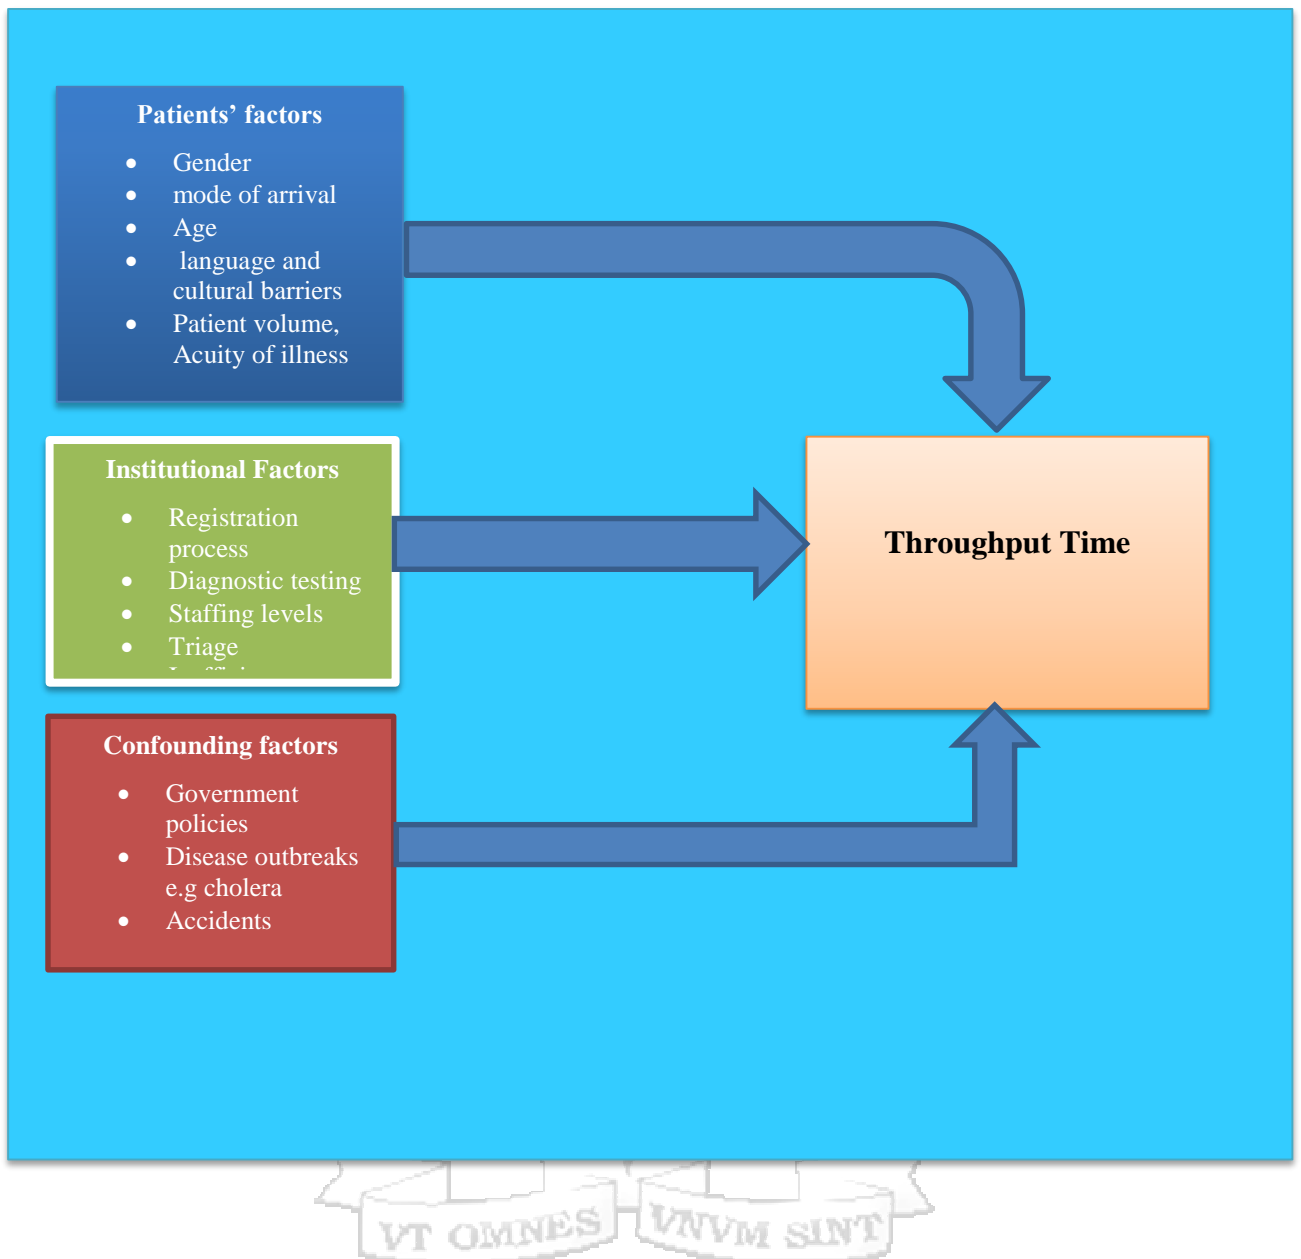 Patients’ factors
• Gender
• mode of arrival
• Age
• language and
cultural barriers
• Patient volume,
Acuity of illness
Institutional Factors
• Registration
process
• Diagnostic testing
• Staffing levels
• Triage
Confounding factors
• Government
policies
• Disease outbreaks
e.g cholera
• Accidents
Throughput Time
VT OMNES VNVM SINT